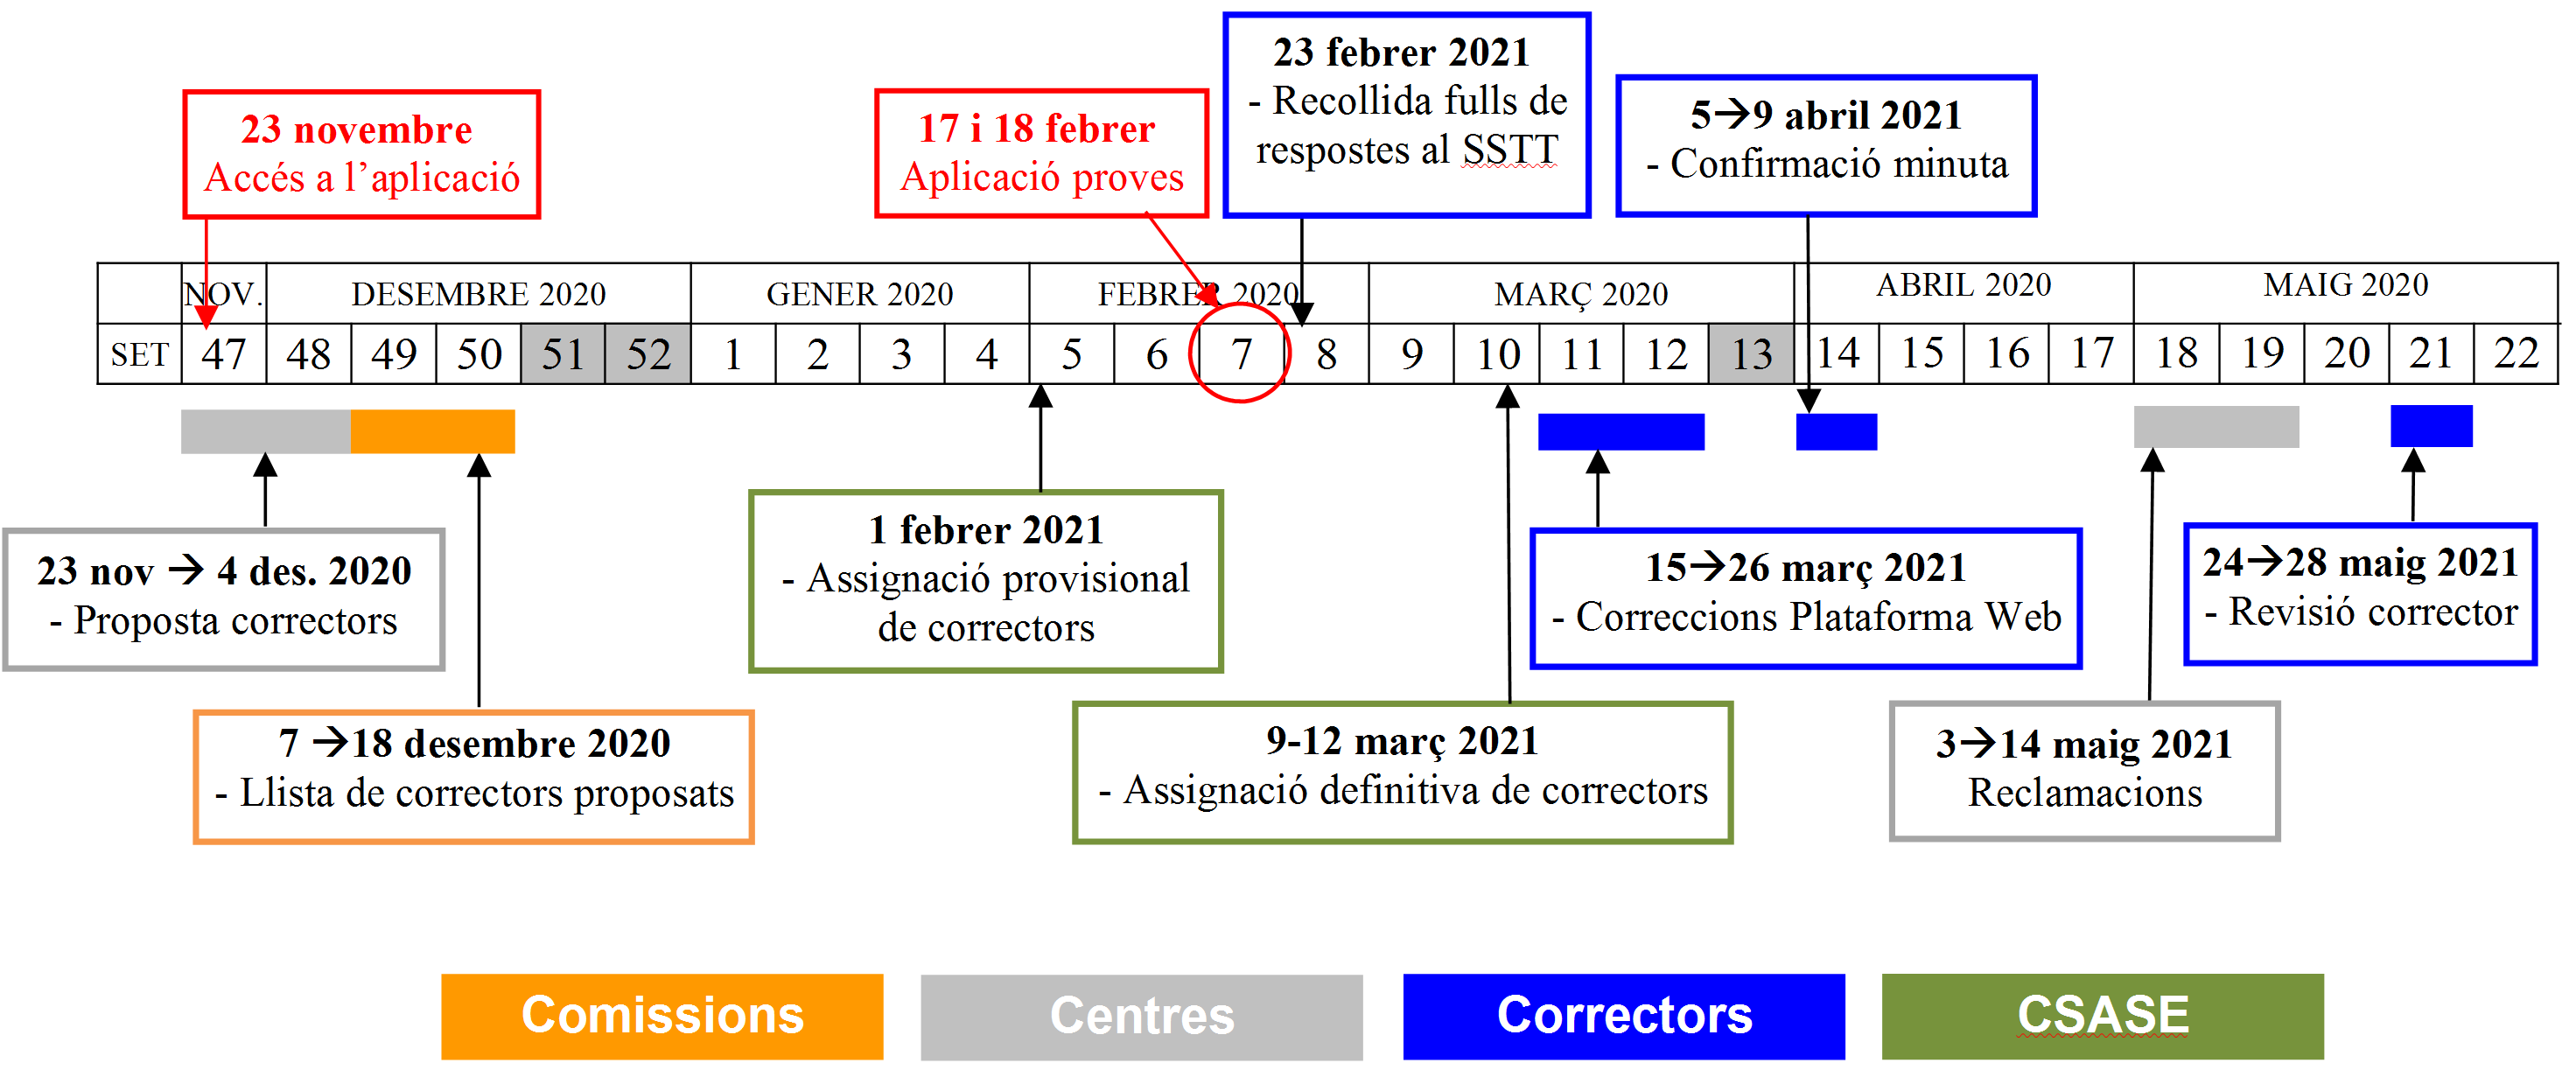 23 novembre
Accés a l’aplicació
17 i 18 febrer
Aplicació proves
23 febrer 2021
- Recollida fulls de
respostes al SSTT
5→9 abril 2021
- Confirmació minuta
NOV. DESEMBRE 2020 GENER 2020 FEBRER 2020 MARÇ 2020 ABRIL 2020 MAIG 2020
SET 47 48 49 50 51 52 1 2 3 4 5 6 7 8 9 10 11 12 13 14 15 16 17 18 19 20 21 22
23 nov → 4 des. 2020
- Proposta correctors
1 febrer 2021
- Assignació provisional
de correctors
15→26 març 2021
- Correccions Plataforma Web
24→28 maig 2021
- Revisió corrector
7 →18 desembre 2020
- Llista de correctors proposats
9-12 març 2021
- Assignació definitiva de correctors
3→14 maig 2021
Reclamacions
Comissions
Centres
Correctors
CSASE